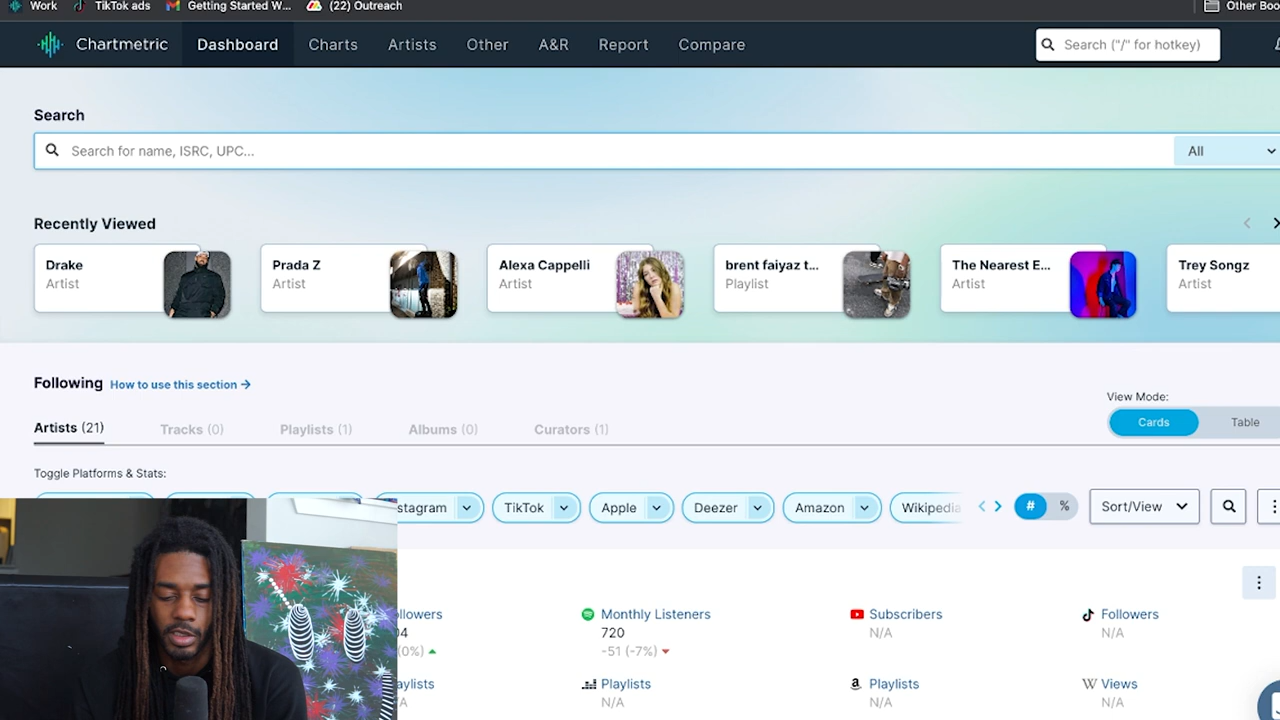 Work TikTok ads Getting Started W... (22) Outreach Other Boo
Chartmetric Dashboard Charts Artists Other A&R Report Compare Search ("/" for hotkey)
Search
Search for name, ISRC, UPC... All
Recently Viewed
Drake Prada Z Alexa Cappelli brent faiyaz t... The Nearest E... Trey Songz
Artist Artist Artist Playlist Artist Artist
Following How to use this section →
View Mode:
Artists (21) Tracks (0) Playlists (1) Albums (0) Curators (1) Cards Table
Toggle Platforms & Stats:
stagram TikTok Apple Deezer Amazon Wikipedia # % Sort/View
ollowers Monthly Listeners Subscribers Followers
04 720 N/A N/A
(0%) -51 (-7%)
aylists Playlists Playlists Views
/A N/A N/A N/A